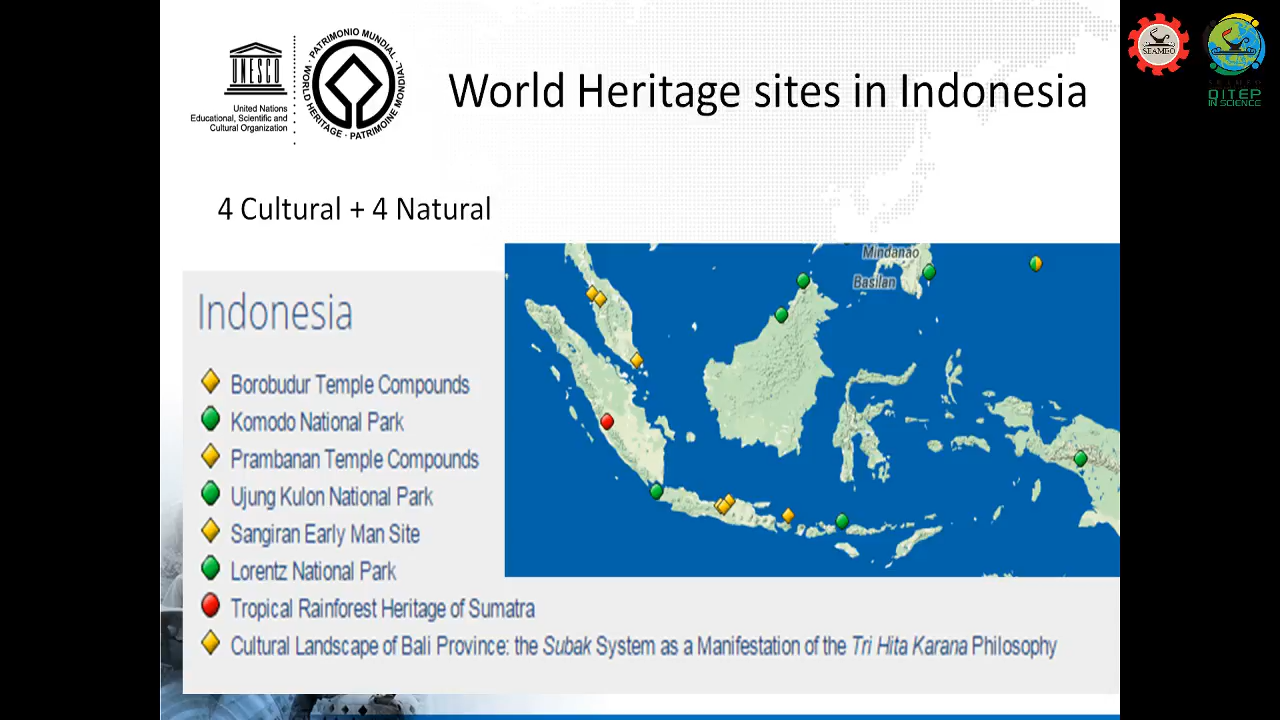 UNESCO
United Nations
Educational, Scientific and
Cultural Organization
WORLD HERITAGE · PATRIMOINE MONDIAL · PATRIMONIO MUNDIAL ·
World Heritage sites in Indonesia
SEAMEO
QITEP
IN SCIENCE
4 Cultural + 4 Natural
Mindanao
Basilan
Indonesia
Borobudur Temple Compounds
Komodo National Park
Prambanan Temple Compounds
Ujung Kulon National Park
Sangiran Early Man Site
Lorentz National Park
Tropical Rainforest Heritage of Sumatra
Cultural Landscape of Bali Province: the Subak System as a Manifestation of the Tri Hita Karana Philosophy